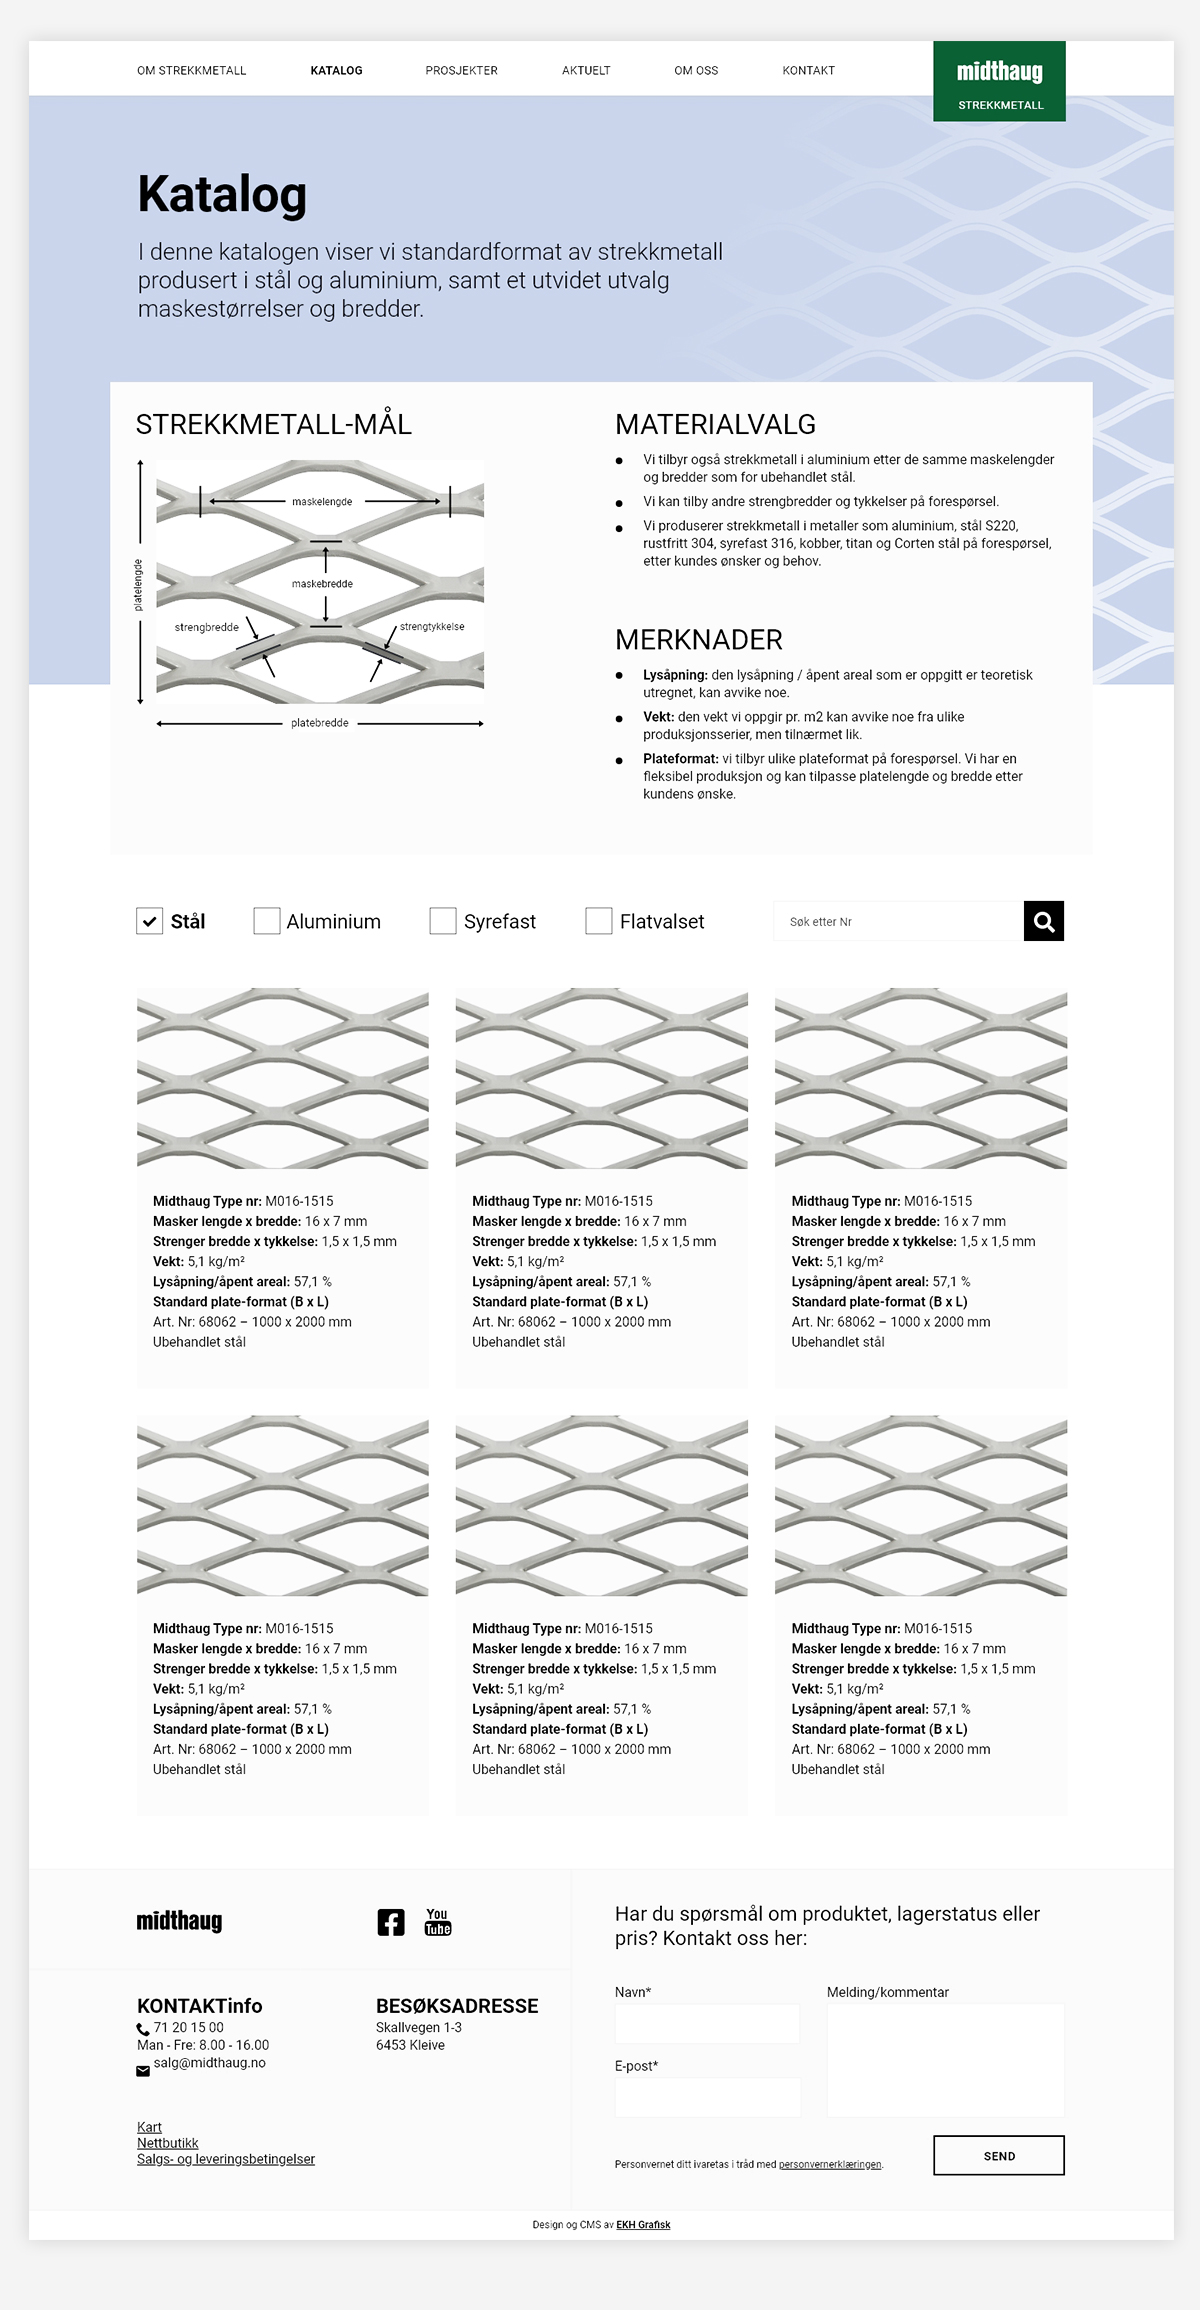 OM STREKKMETALL KATALOG PROSJEKTER AKTUELT OM OSS KONTAKT
midthaug
STREKKMETALL
Katalog
I denne katalogen viser vi standardformat av strekkmetall
produsert i stål og aluminium, samt et utvidet utvalg
maskestørrelser og bredder.
STREKKMETALL-MÅL
maskelengde
platelengde
maskebredde
strengbredde
strengtykkelse
platebredde
MATERIALVALG
Vi tilbyr også strekkmetall i aluminium etter de samme maskelengder
og bredder som for ubehandlet stål.
Vi kan tilby andre strengbredder og tykkelser på forespørsel.
Vi produserer strekkmetall i metaller som aluminium, stål S220,
rustfritt 304, syrefast 316, kobber, titan og Corten stål på forespørsel,
etter kundes ønsker og behov.
MERKNADER
Lysåpning: den lysåpning / åpent areal som er oppgitt er teoretisk
utregnet, kan avvike noe.
Vekt: den vekt vi oppgir pr. m2 kan avvike noe fra ulike
produksjonsserier, men tilnærmet lik.
Plateformat: vi tilbyr ulike plateformat på forespørsel. Vi har en
fleksibel produksjon og kan tilpasse platelengde og bredde etter
kundens ønske.
Stål Aluminium Syrefast Flatvalset
Søk etter Nr
Midthaug Type nr: M016-1515
Masker lengde x bredde: 16 x 7 mm
Strenger bredde x tykkelse: 1,5 x 1,5 mm
Vekt: 5,1 kg/m²
Lysåpning/åpent areal: 57,1 %
Standard plate-format (B x L)
Art. Nr: 68062 – 1000 x 2000 mm
Ubehandlet stål
Midthaug Type nr: M016-1515
Masker lengde x bredde: 16 x 7 mm
Strenger bredde x tykkelse: 1,5 x 1,5 mm
Vekt: 5,1 kg/m²
Lysåpning/åpent areal: 57,1 %
Standard plate-format (B x L)
Art. Nr: 68062 – 1000 x 2000 mm
Ubehandlet stål
Midthaug Type nr: M016-1515
Masker lengde x bredde: 16 x 7 mm
Strenger bredde x tykkelse: 1,5 x 1,5 mm
Vekt: 5,1 kg/m²
Lysåpning/åpent areal: 57,1 %
Standard plate-format (B x L)
Art. Nr: 68062 – 1000 x 2000 mm
Ubehandlet stål
Midthaug Type nr: M016-1515
Masker lengde x bredde: 16 x 7 mm
Strenger bredde x tykkelse: 1,5 x 1,5 mm
Vekt: 5,1 kg/m²
Lysåpning/åpent areal: 57,1 %
Standard plate-format (B x L)
Art. Nr: 68062 – 1000 x 2000 mm
Ubehandlet stål
Midthaug Type nr: M016-1515
Masker lengde x bredde: 16 x 7 mm
Strenger bredde x tykkelse: 1,5 x 1,5 mm
Vekt: 5,1 kg/m²
Lysåpning/åpent areal: 57,1 %
Standard plate-format (B x L)
Art. Nr: 68062 – 1000 x 2000 mm
Ubehandlet stål
Midthaug Type nr: M016-1515
Masker lengde x bredde: 16 x 7 mm
Strenger bredde x tykkelse: 1,5 x 1,5 mm
Vekt: 5,1 kg/m²
Lysåpning/åpent areal: 57,1 %
Standard plate-format (B x L)
Art. Nr: 68062 – 1000 x 2000 mm
Ubehandlet stål
midthaug
You
Tube
KONTAKTinfo
71 20 15 00
Man - Fre: 8.00 - 16.00
salg@midthaug.no
BESØKSADRESSE
Skallvegen 1-3
6453 Kleive
Kart
Nettbutikk
Salgs- og leveringsbetingelser
Har du spørsmål om produktet, lagerstatus eller
pris? Kontakt oss her:
Navn*
Melding/kommentar
E-post*
Personvernet ditt ivaretas i tråd med personvernerklæringen.
SEND
Design og CMS av EKH Grafisk